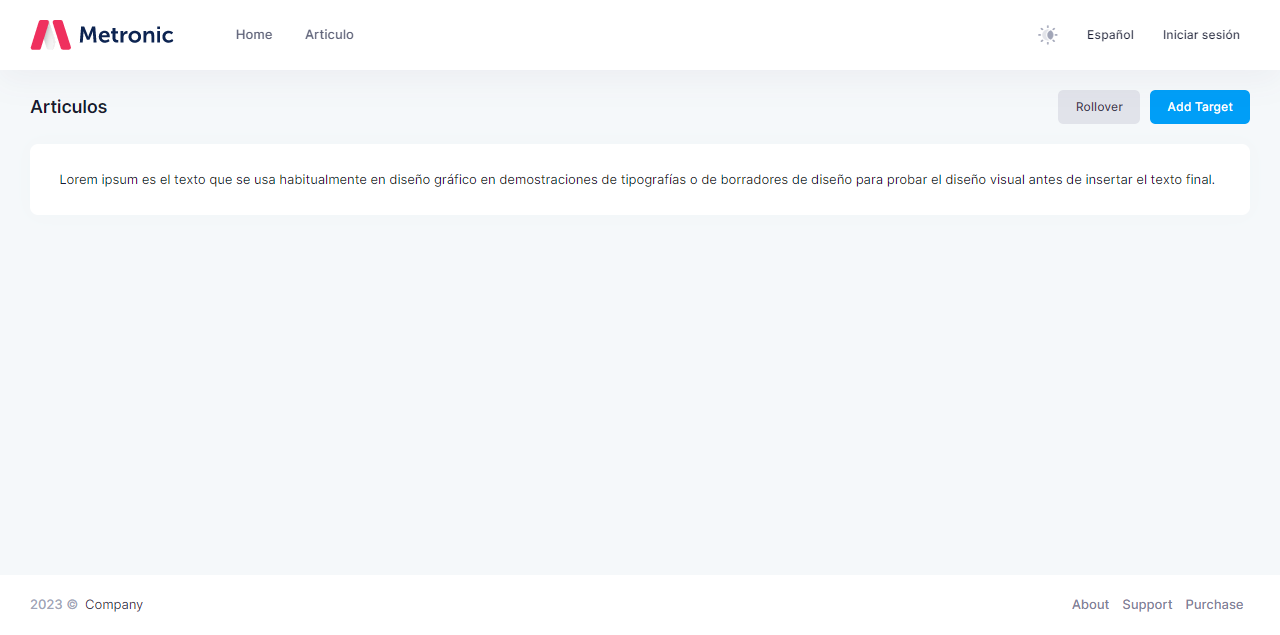 Metronic Home Articulo Español Iniciar sesión
Articulos Rollover Add Target
Lorem ipsum es el texto que se usa habitualmente en diseño gráfico en demostraciones de tipografías o de borradores de diseño para probar el diseño visual antes de insertar el texto final.
2023 © Company About Support Purchase